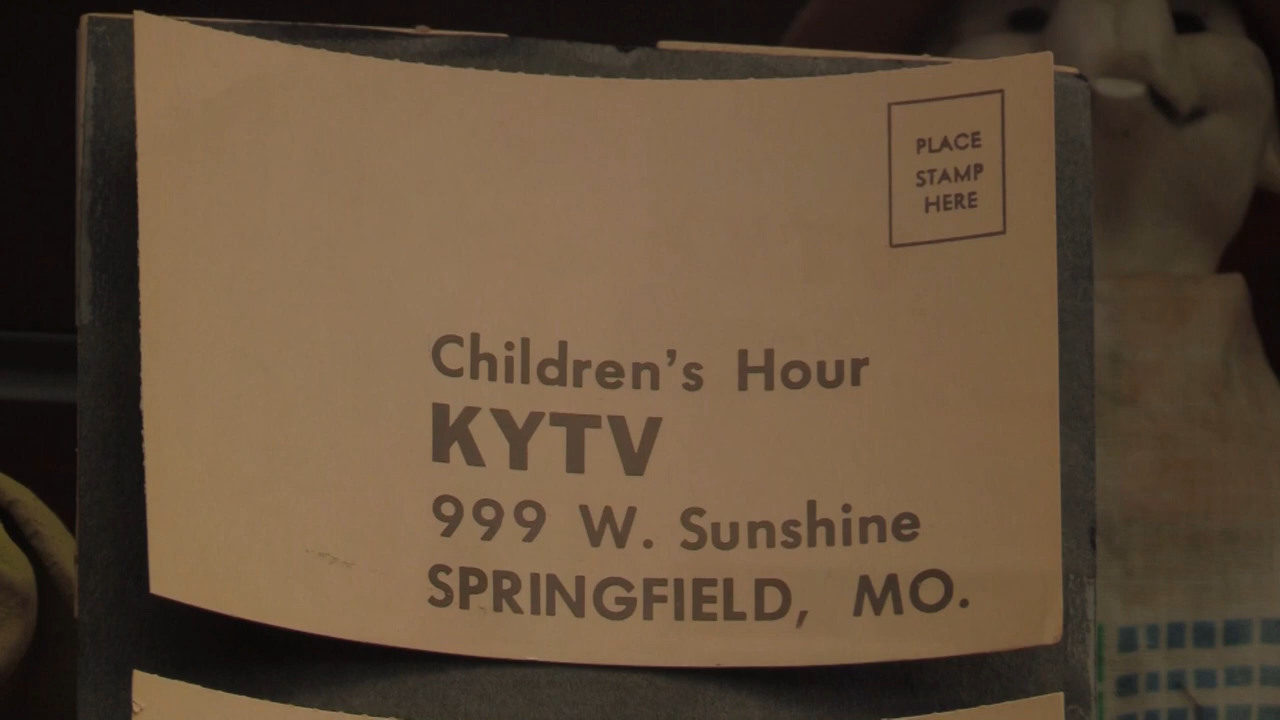 PLACE
STAMP
HERE
Children's Hour
KYTV
999 W. Sunshine
SPRINGFIELD, MO.